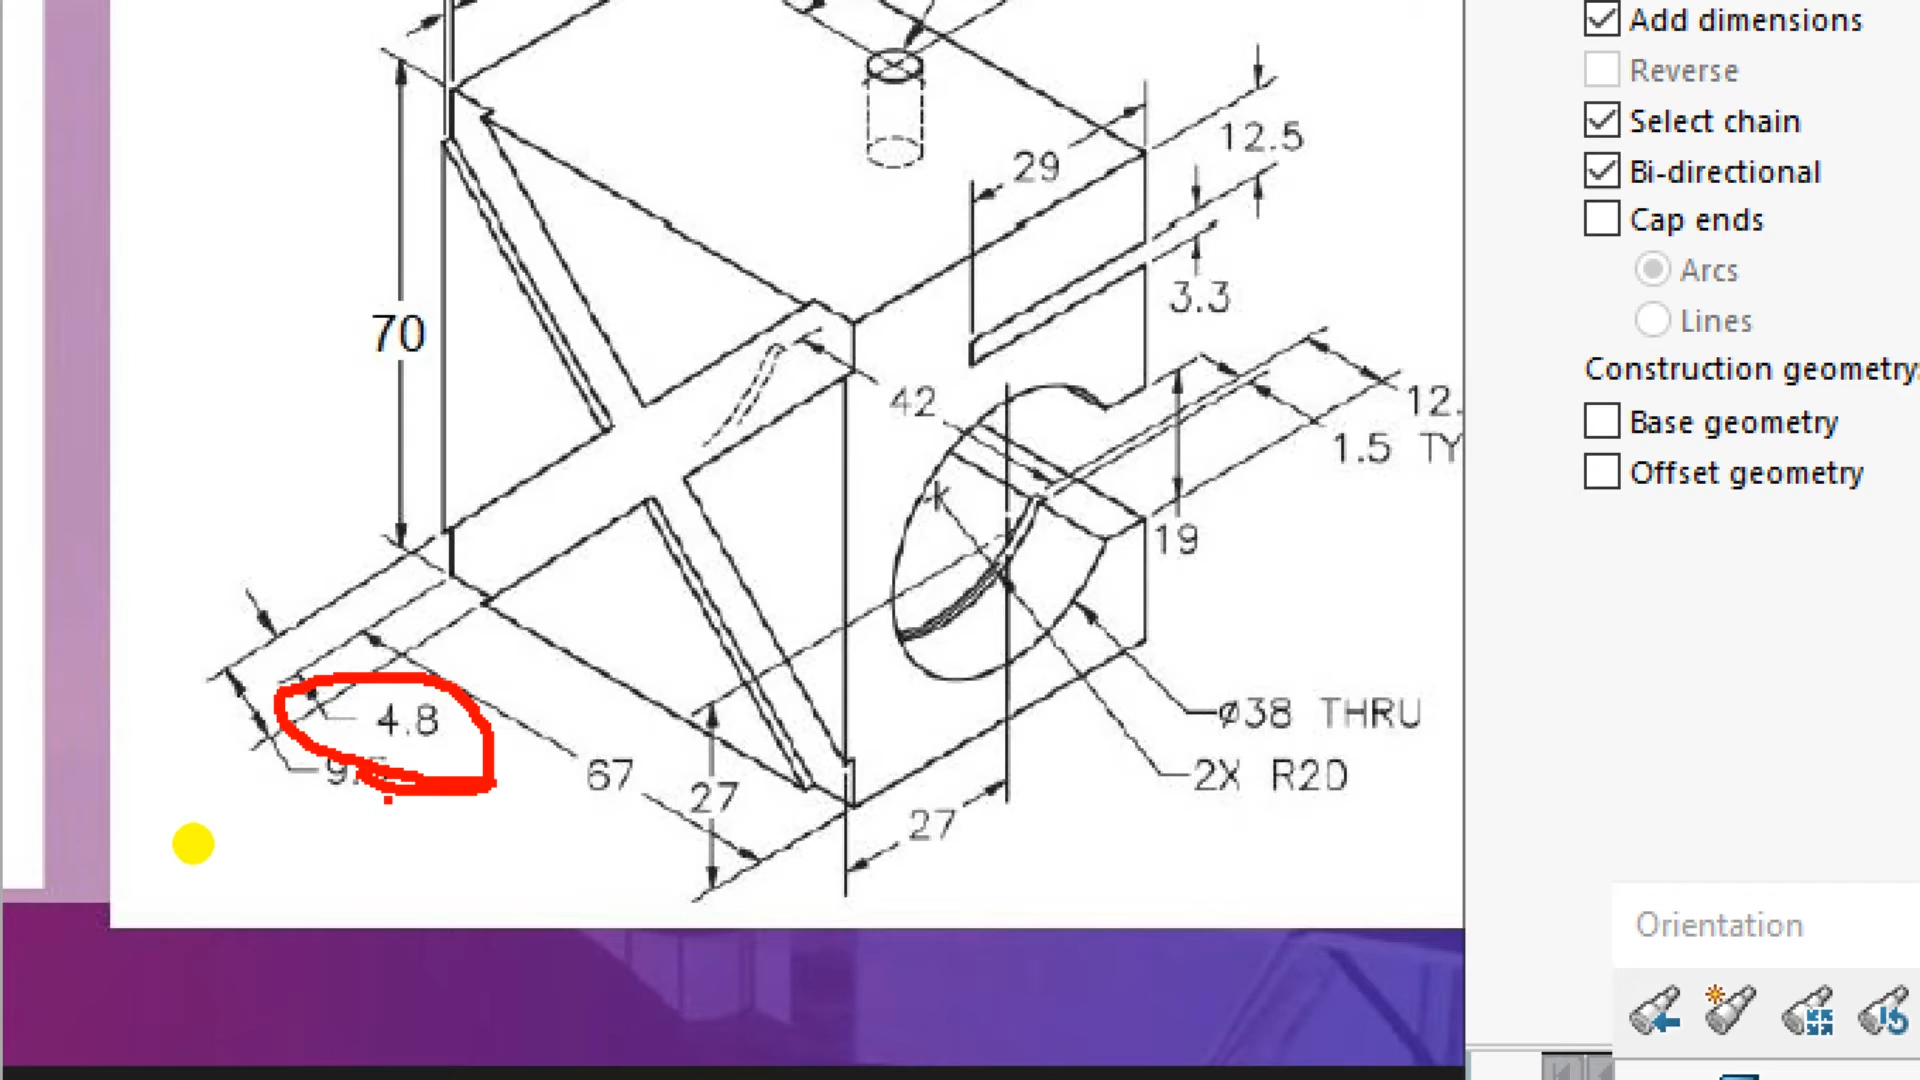 Add dimensions
Reverse
Select chain
Bi-directional
Cap ends
Arcs
Lines
Construction geometry:
Base geometry
Offset geometry
12.5
29
3.3
70
42
12.
1.5 TY
19
4.8
67
27
27
ø38 THRU
2X R20
Orientation